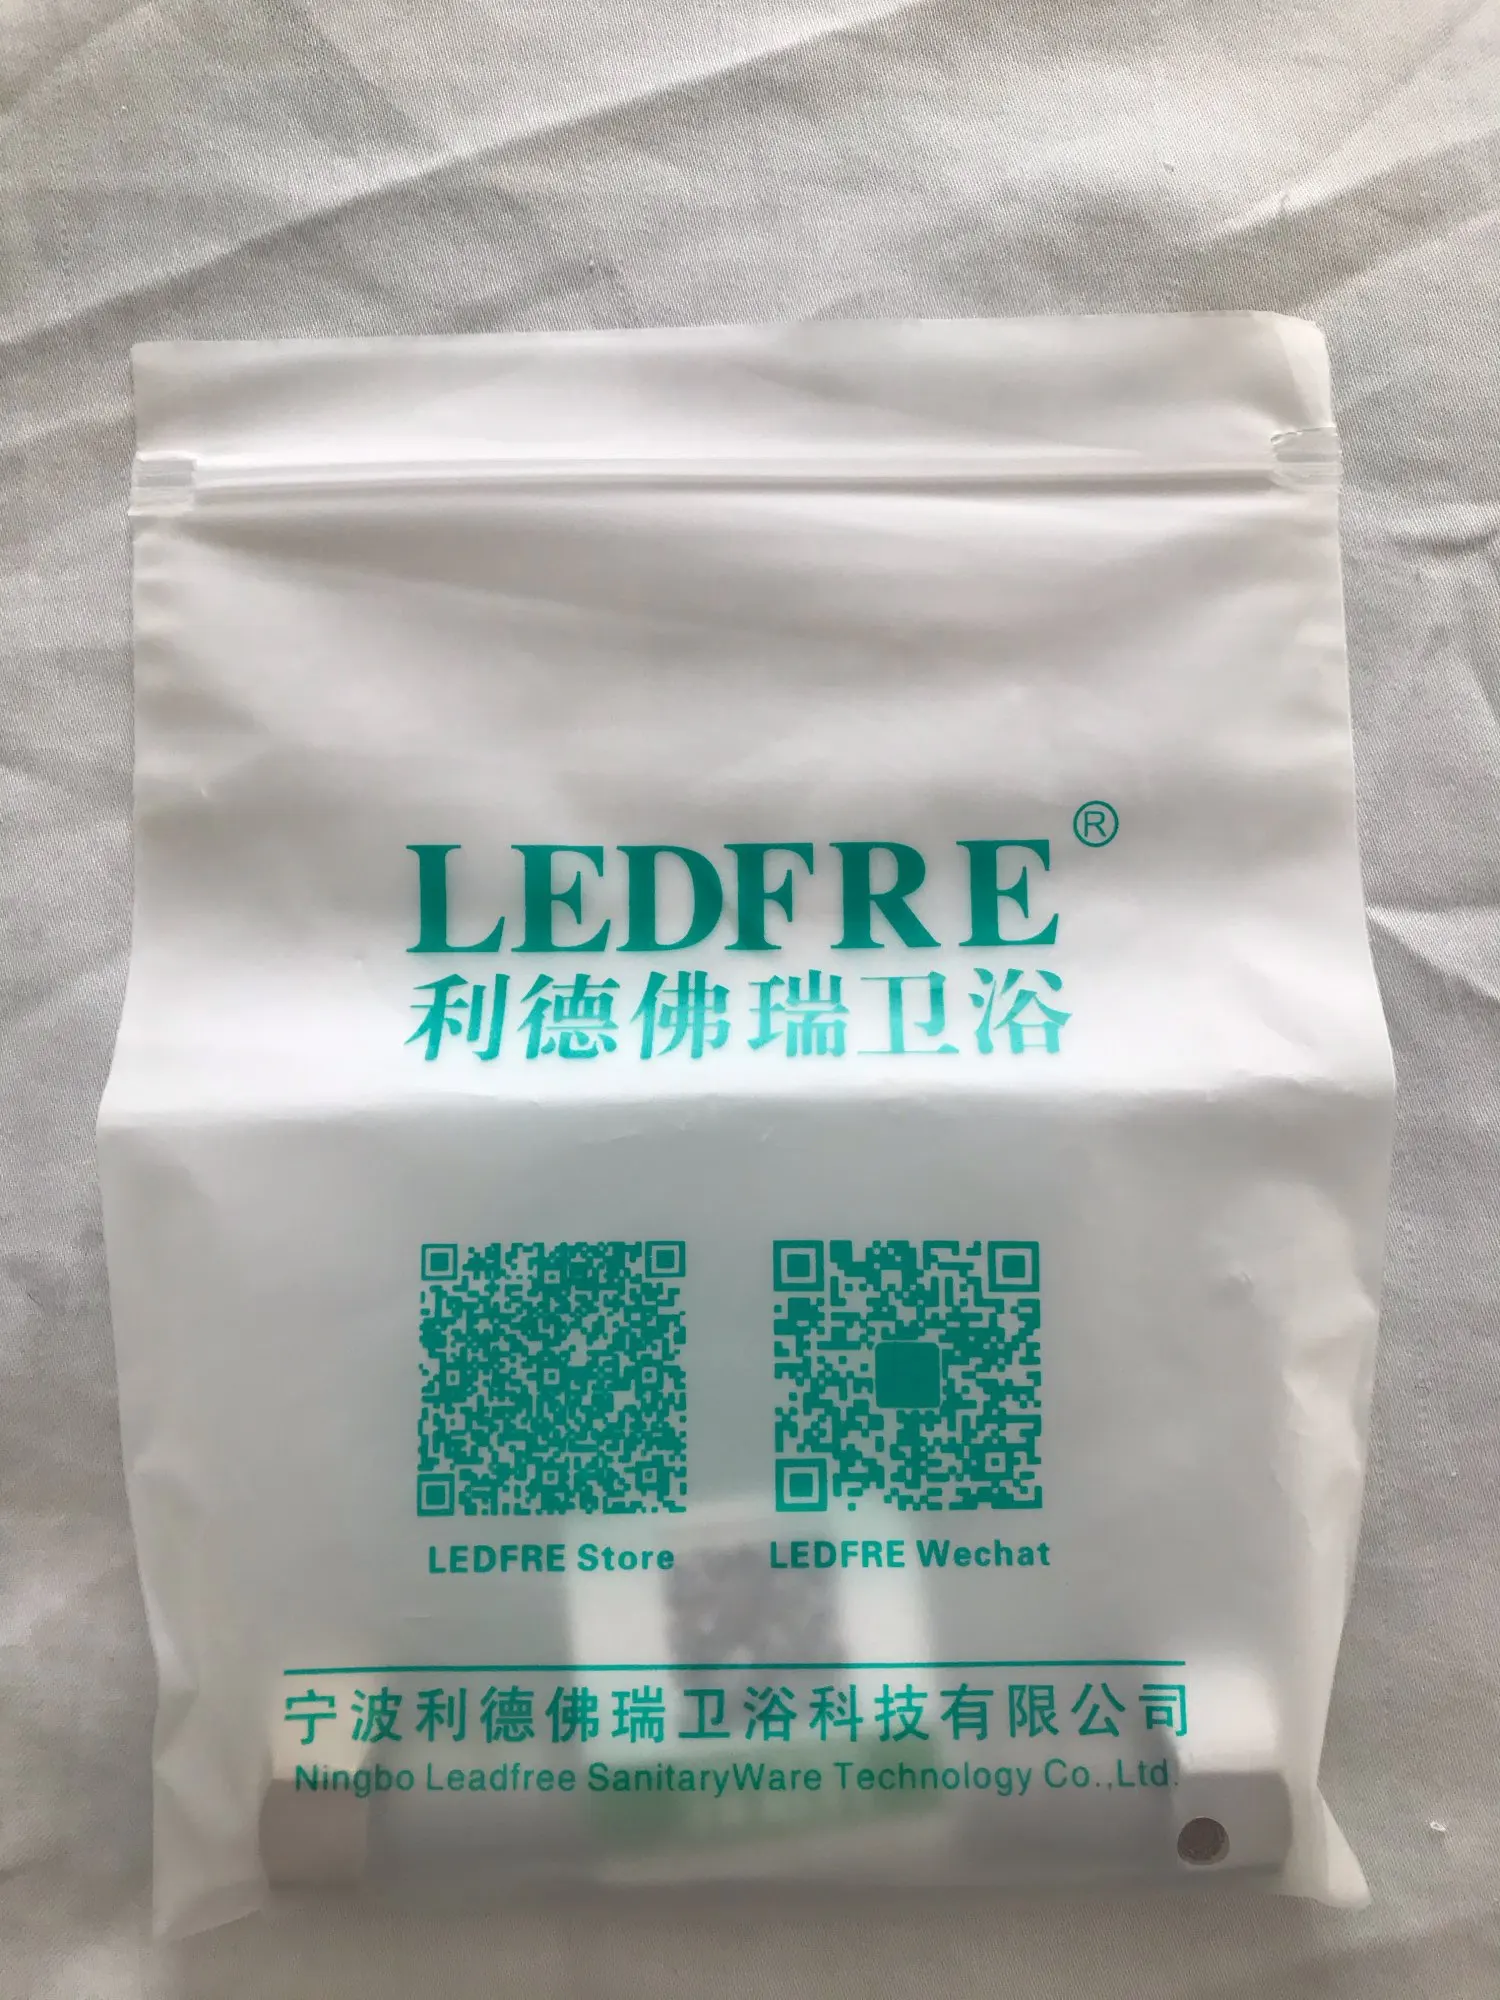 LEDFRE®
利德佛瑞卫浴
LEDFRE Store
LEDFRE Wechat
宁波利德佛瑞卫浴科技有限公司
Ningbo Leadfree SanitaryWare Technology Co.,Ltd.